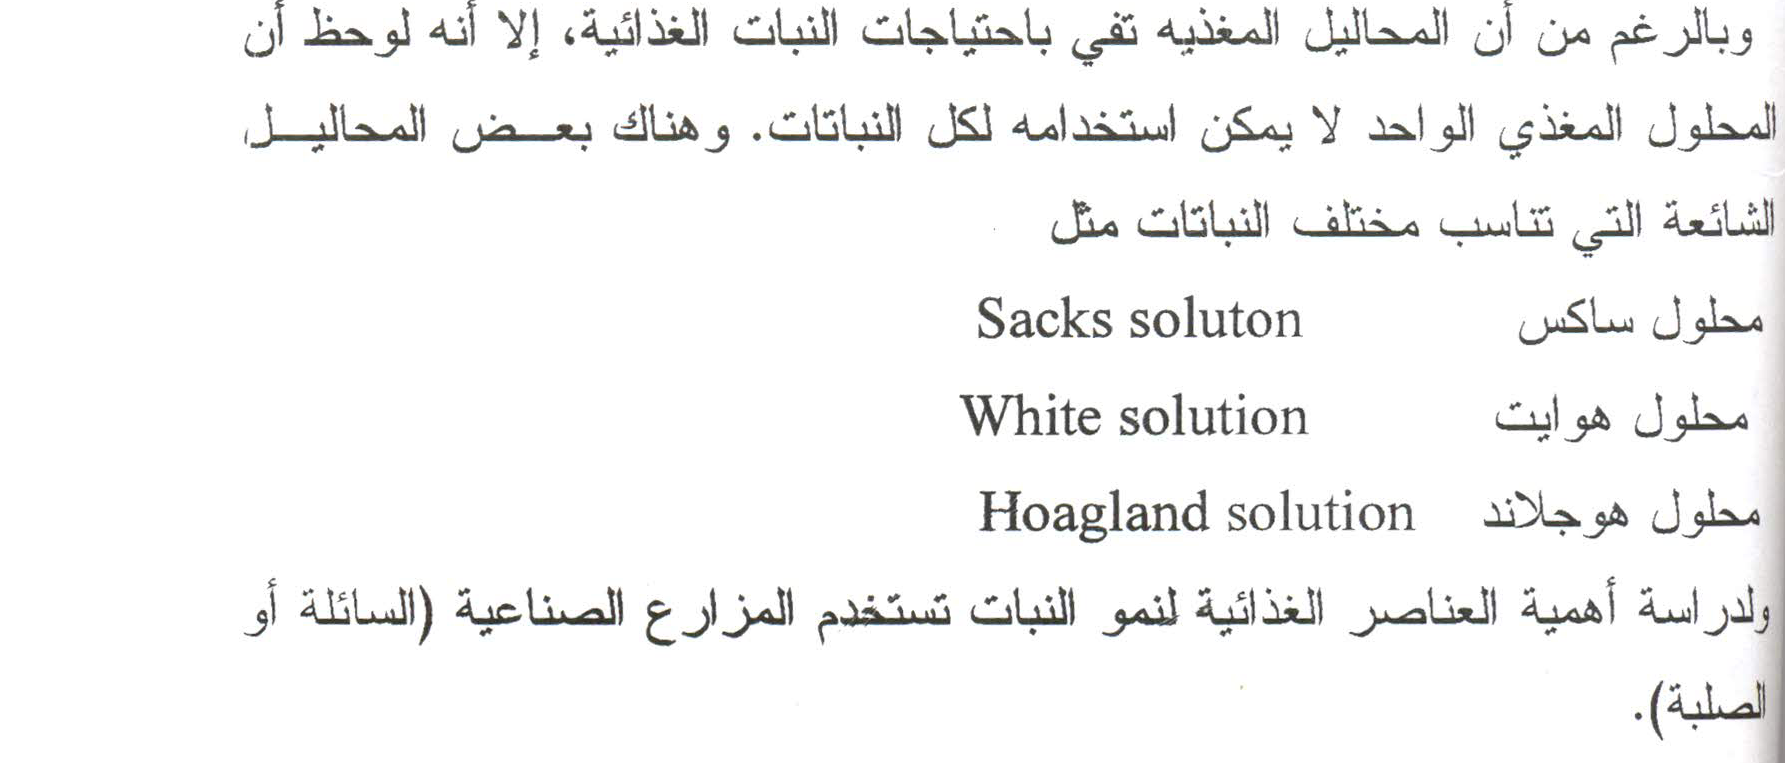 وبالرغم من أن المحاليل المغذيه تفي باحتياجات النبات الغذائية، إلا أنه لوحظ أن
المحلول المغذي الواحد لا يمكن استخدامه لكل النباتات. وهناك بعض المحاليل
الشائعة التي تتناسب مختلف النباتات مثل
محلول ساكس Sacks soluton
محلول هوايت White solution
محلول هوجلاند Hoagland solution
ولدراسة أهمية العناصر الغذائية لنمو النبات تستخدم المزارع الصناعية (السائلة أو
الصلبة).